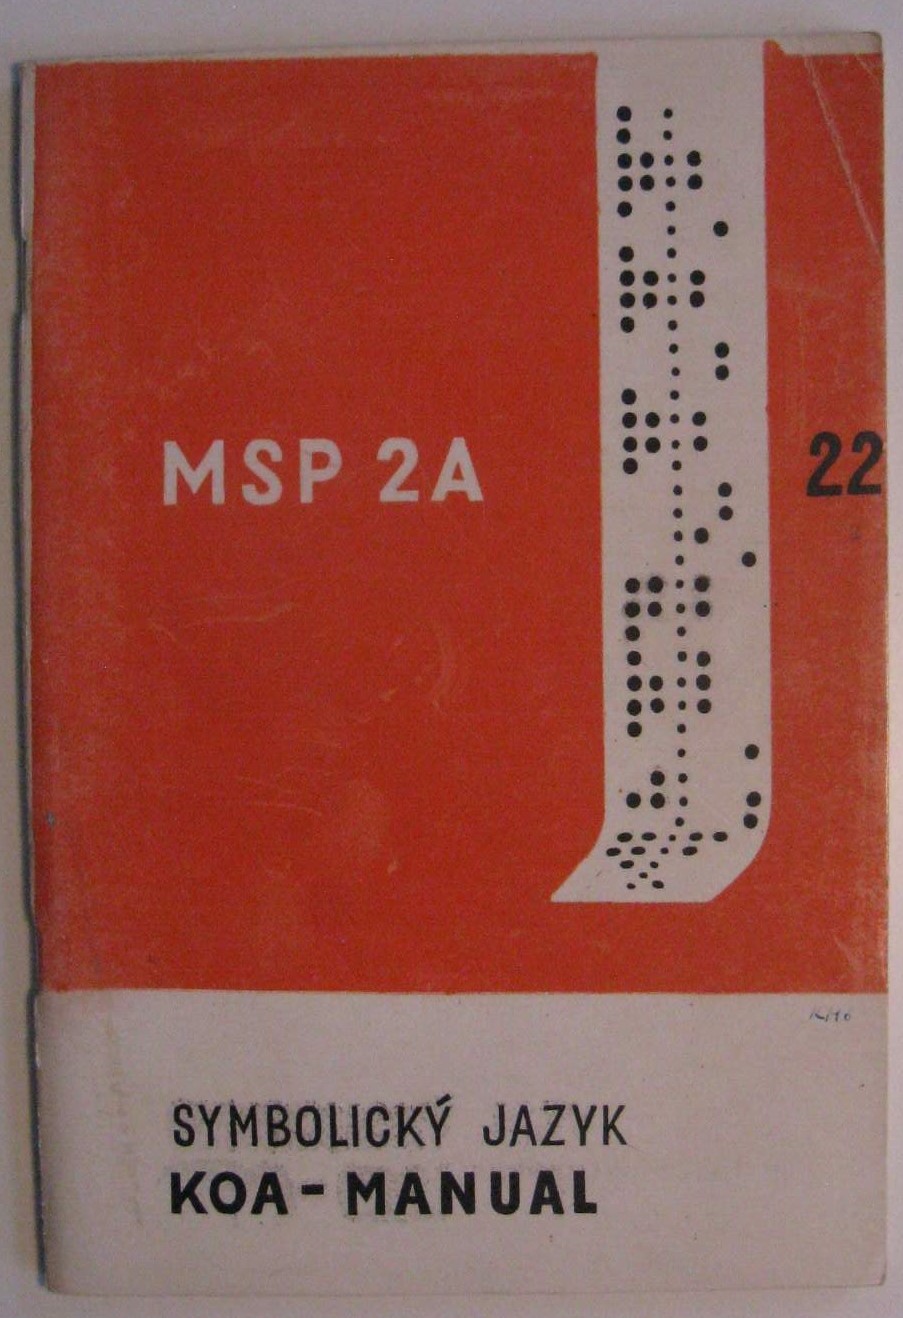 MSP 2A
22
SYMBOLICKÝ JAZYK
KOA - MANUAL